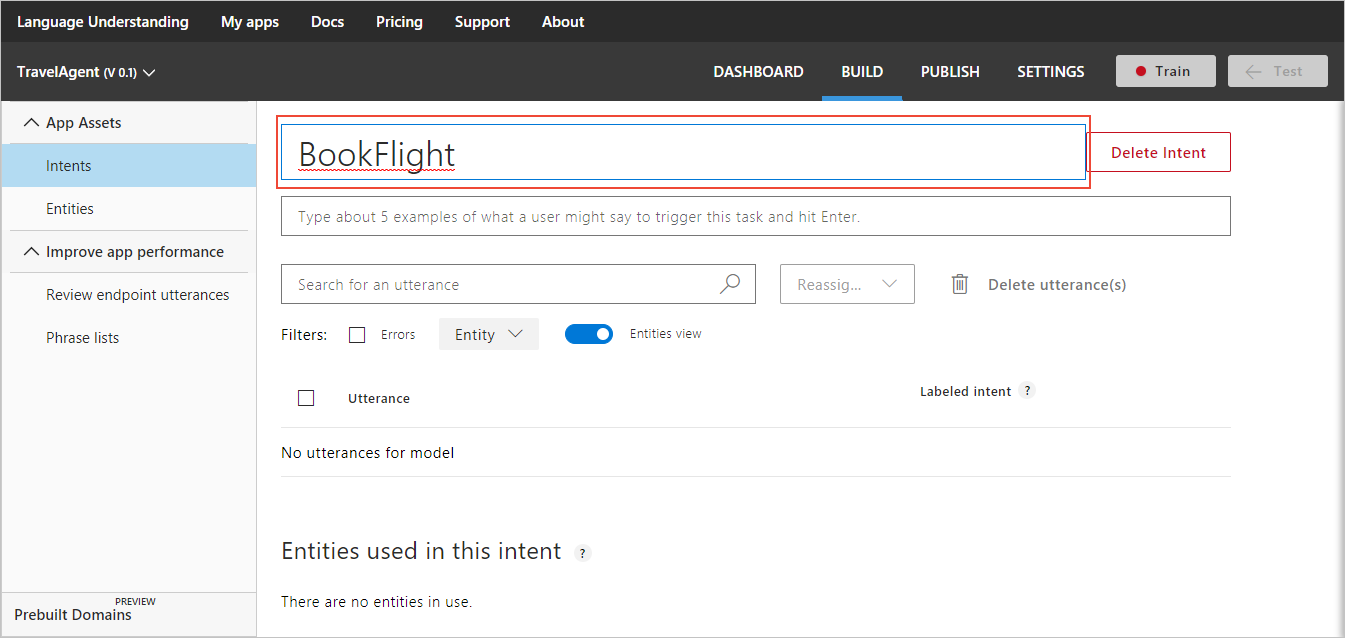 Language Understanding My apps Docs Pricing Support About
TravelAgent (V 0.1) DASHBOARD BUILD PUBLISH SETTINGS Train Test
App Assets
Intents
Entities
Improve app performance
Review endpoint utterances
Phrase lists
PREVIEW
Prebuilt Domains
BookFlight
Delete Intent
Type about 5 examples of what a user might say to trigger this task and hit Enter.
Search for an utterance Reassig... Delete utterance(s)
Filters: Errors Entity Entities view
Utterance Labeled intent ?
No utterances for model
Entities used in this intent ?
There are no entities in use.